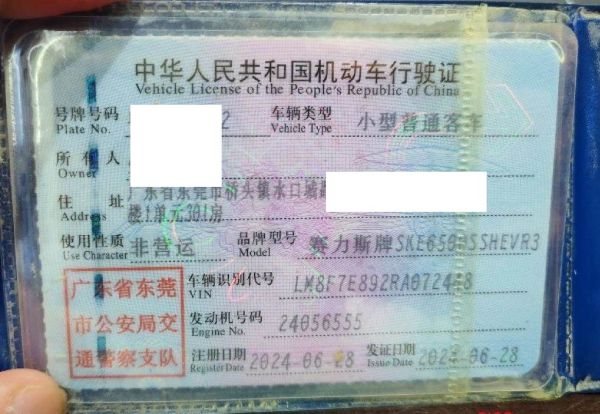 中华人民共和国机动车行驶证
Vehicle License of the People's Republic of China
号牌号码 2 车辆类型 小型普通客车
Plate No. Vehicle Type
所有人
Owner
住址 广东省东莞市桥头镇水口
Address 楼1单元301房
使用性质 非营运 品牌型号 赛力斯牌SKE6503SSHEVR3
Use Character Model
广东省东莞
市公安局交
通警察支队
车辆识别代号 LM8F7E892RA072448
VIN
发动机号码 24056555
Engine No.
注册日期 2024-06-28 发证日期 2024-06-28
Register Date Issue Date